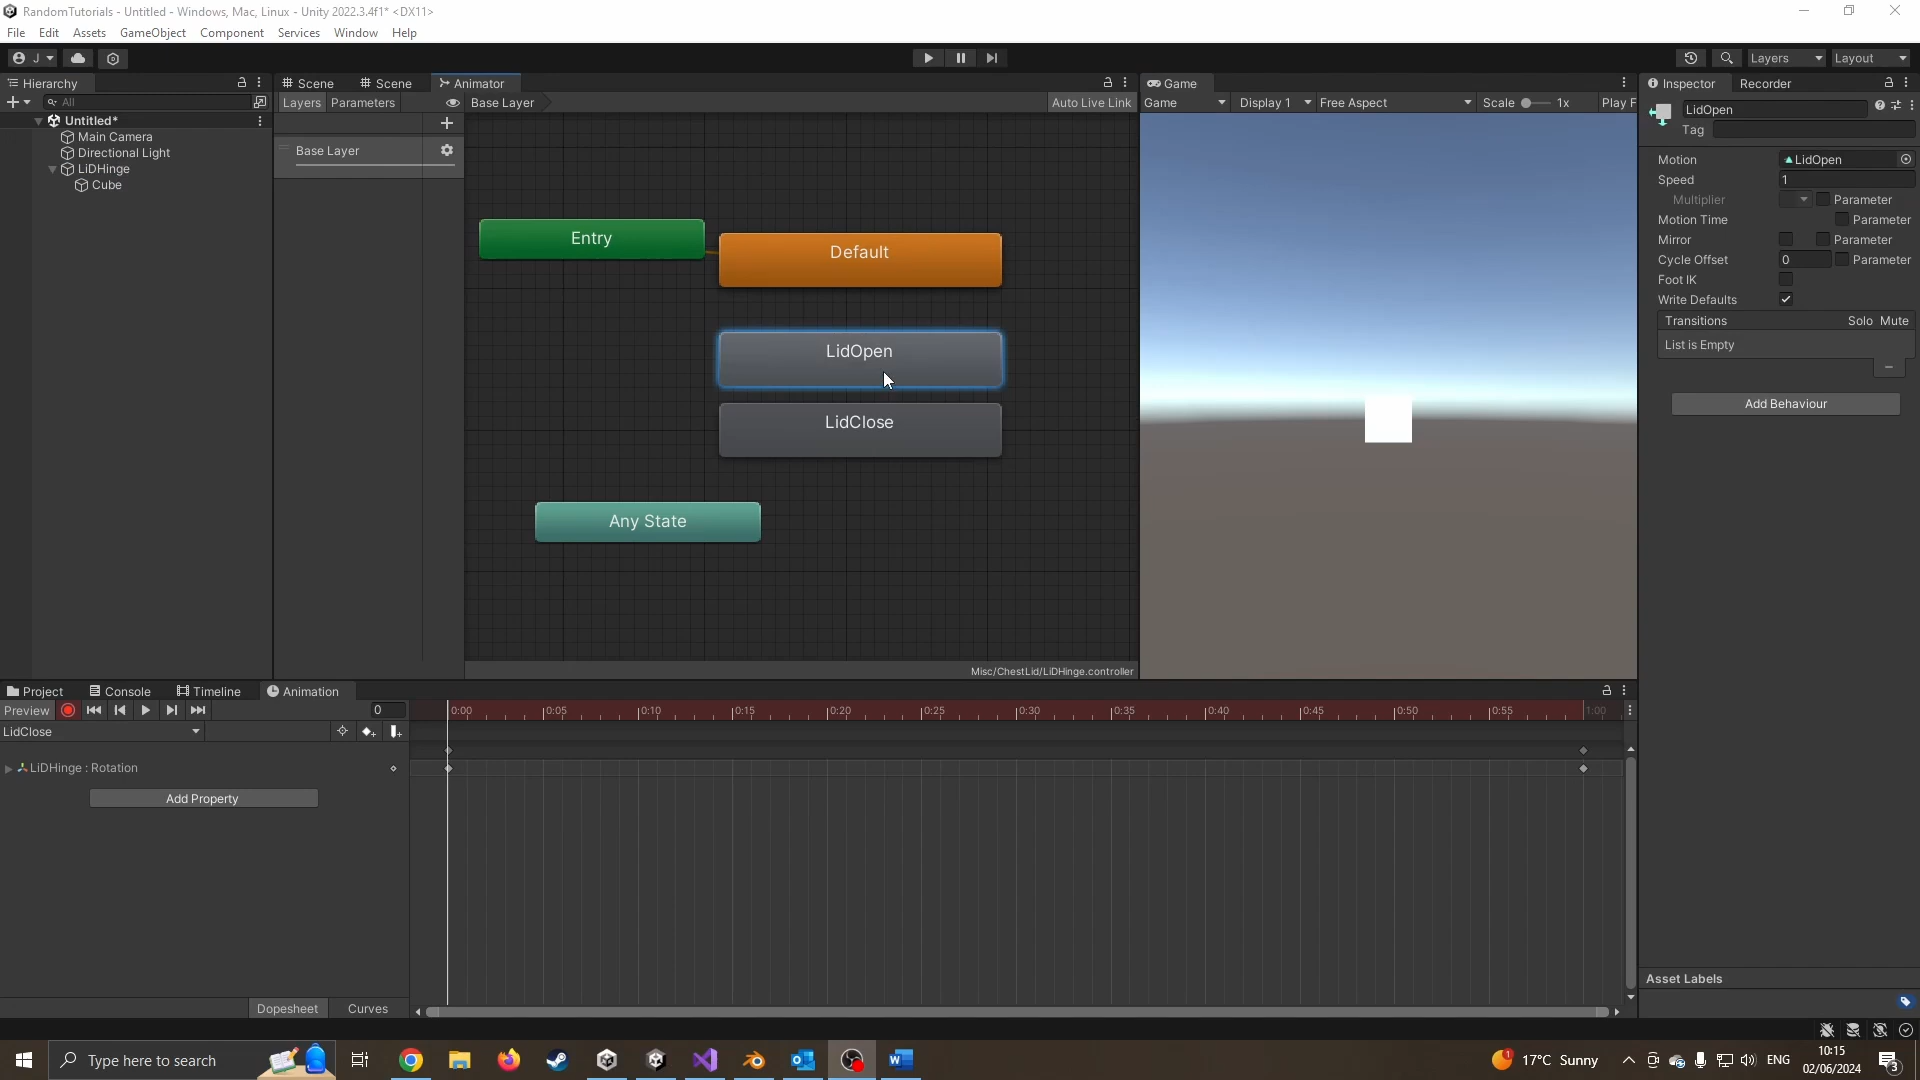 RandomTutorials - Untitled - Windows, Mac, Linux - Unity 2022.3.4f1* <DX11>
File Edit Assets GameObject Component Services Window Help
J Layers Layout
Hierarchy Scene Scene Animator Game Inspector Recorder
All Layers Parameters Base Layer Auto Live Link Game Display 1 Free Aspect Scale 1x Play F
Untitled*
Main Camera
Directional Light
LiDHinge
Cube
Base Layer
Entry
Default
LidOpen
LidClose
Any State
Misc/ChestLid/LiDHinge.controller
LidOpen
Tag
Motion LidOpen
Speed 1
Multiplier Parameter
Motion Time Parameter
Mirror Parameter
Cycle Offset 0 Parameter
Foot IK
Write Defaults
Transitions Solo Mute
List is Empty
Add Behaviour
Asset Labels
Project Console Timeline Animation
Preview 0 0:00 0:05 0:10 0:15 0:20 0:25 0:30 0:35 0:40 0:45 0:50 0:55 1:00
LidClose
LiDHinge : Rotation
Add Property
Dopesheet Curves
Type here to search
17°C Sunny ENG
10:15
02/06/2024
1
3